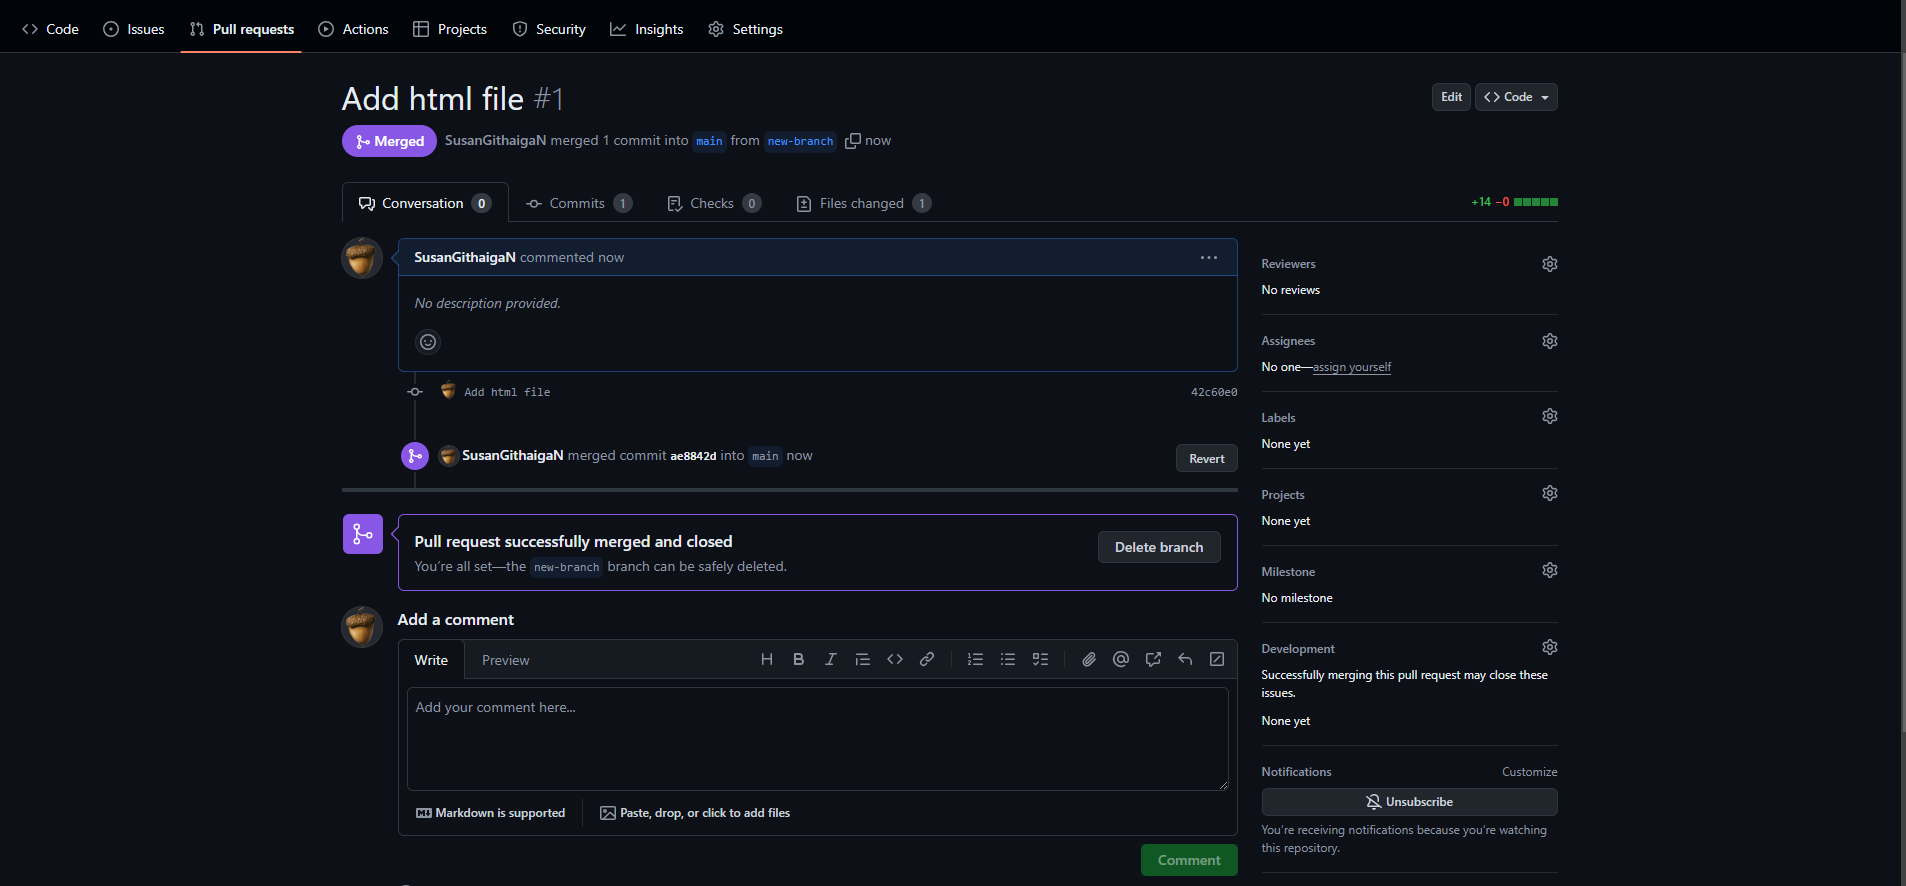 Code Issues Pull requests Actions Projects Security Insights Settings
Add html file #1
Edit
Code
Merged
SusanGithaigaN merged 1 commit into main from new-branch now
Conversation 0
Commits 1
Checks 0
Files changed 1
+14 −0
SusanGithaigaN commented now
No description provided.
Add html file
42c60e0
SusanGithaigaN merged commit ae8842d into main now
Revert
Pull request successfully merged and closed
You're all set—the new-branch branch can be safely deleted.
Delete branch
Add a comment
Write
Preview
Add your comment here...
Markdown is supported
Paste, drop, or click to add files
Comment
Reviewers
No reviews
Assignees
No one—assign yourself
Labels
None yet
Projects
None yet
Milestone
No milestone
Development
Successfully merging this pull request may close these
issues.
None yet
Notifications
Customize
Unsubscribe
You're receiving notifications because you're watching
this repository.